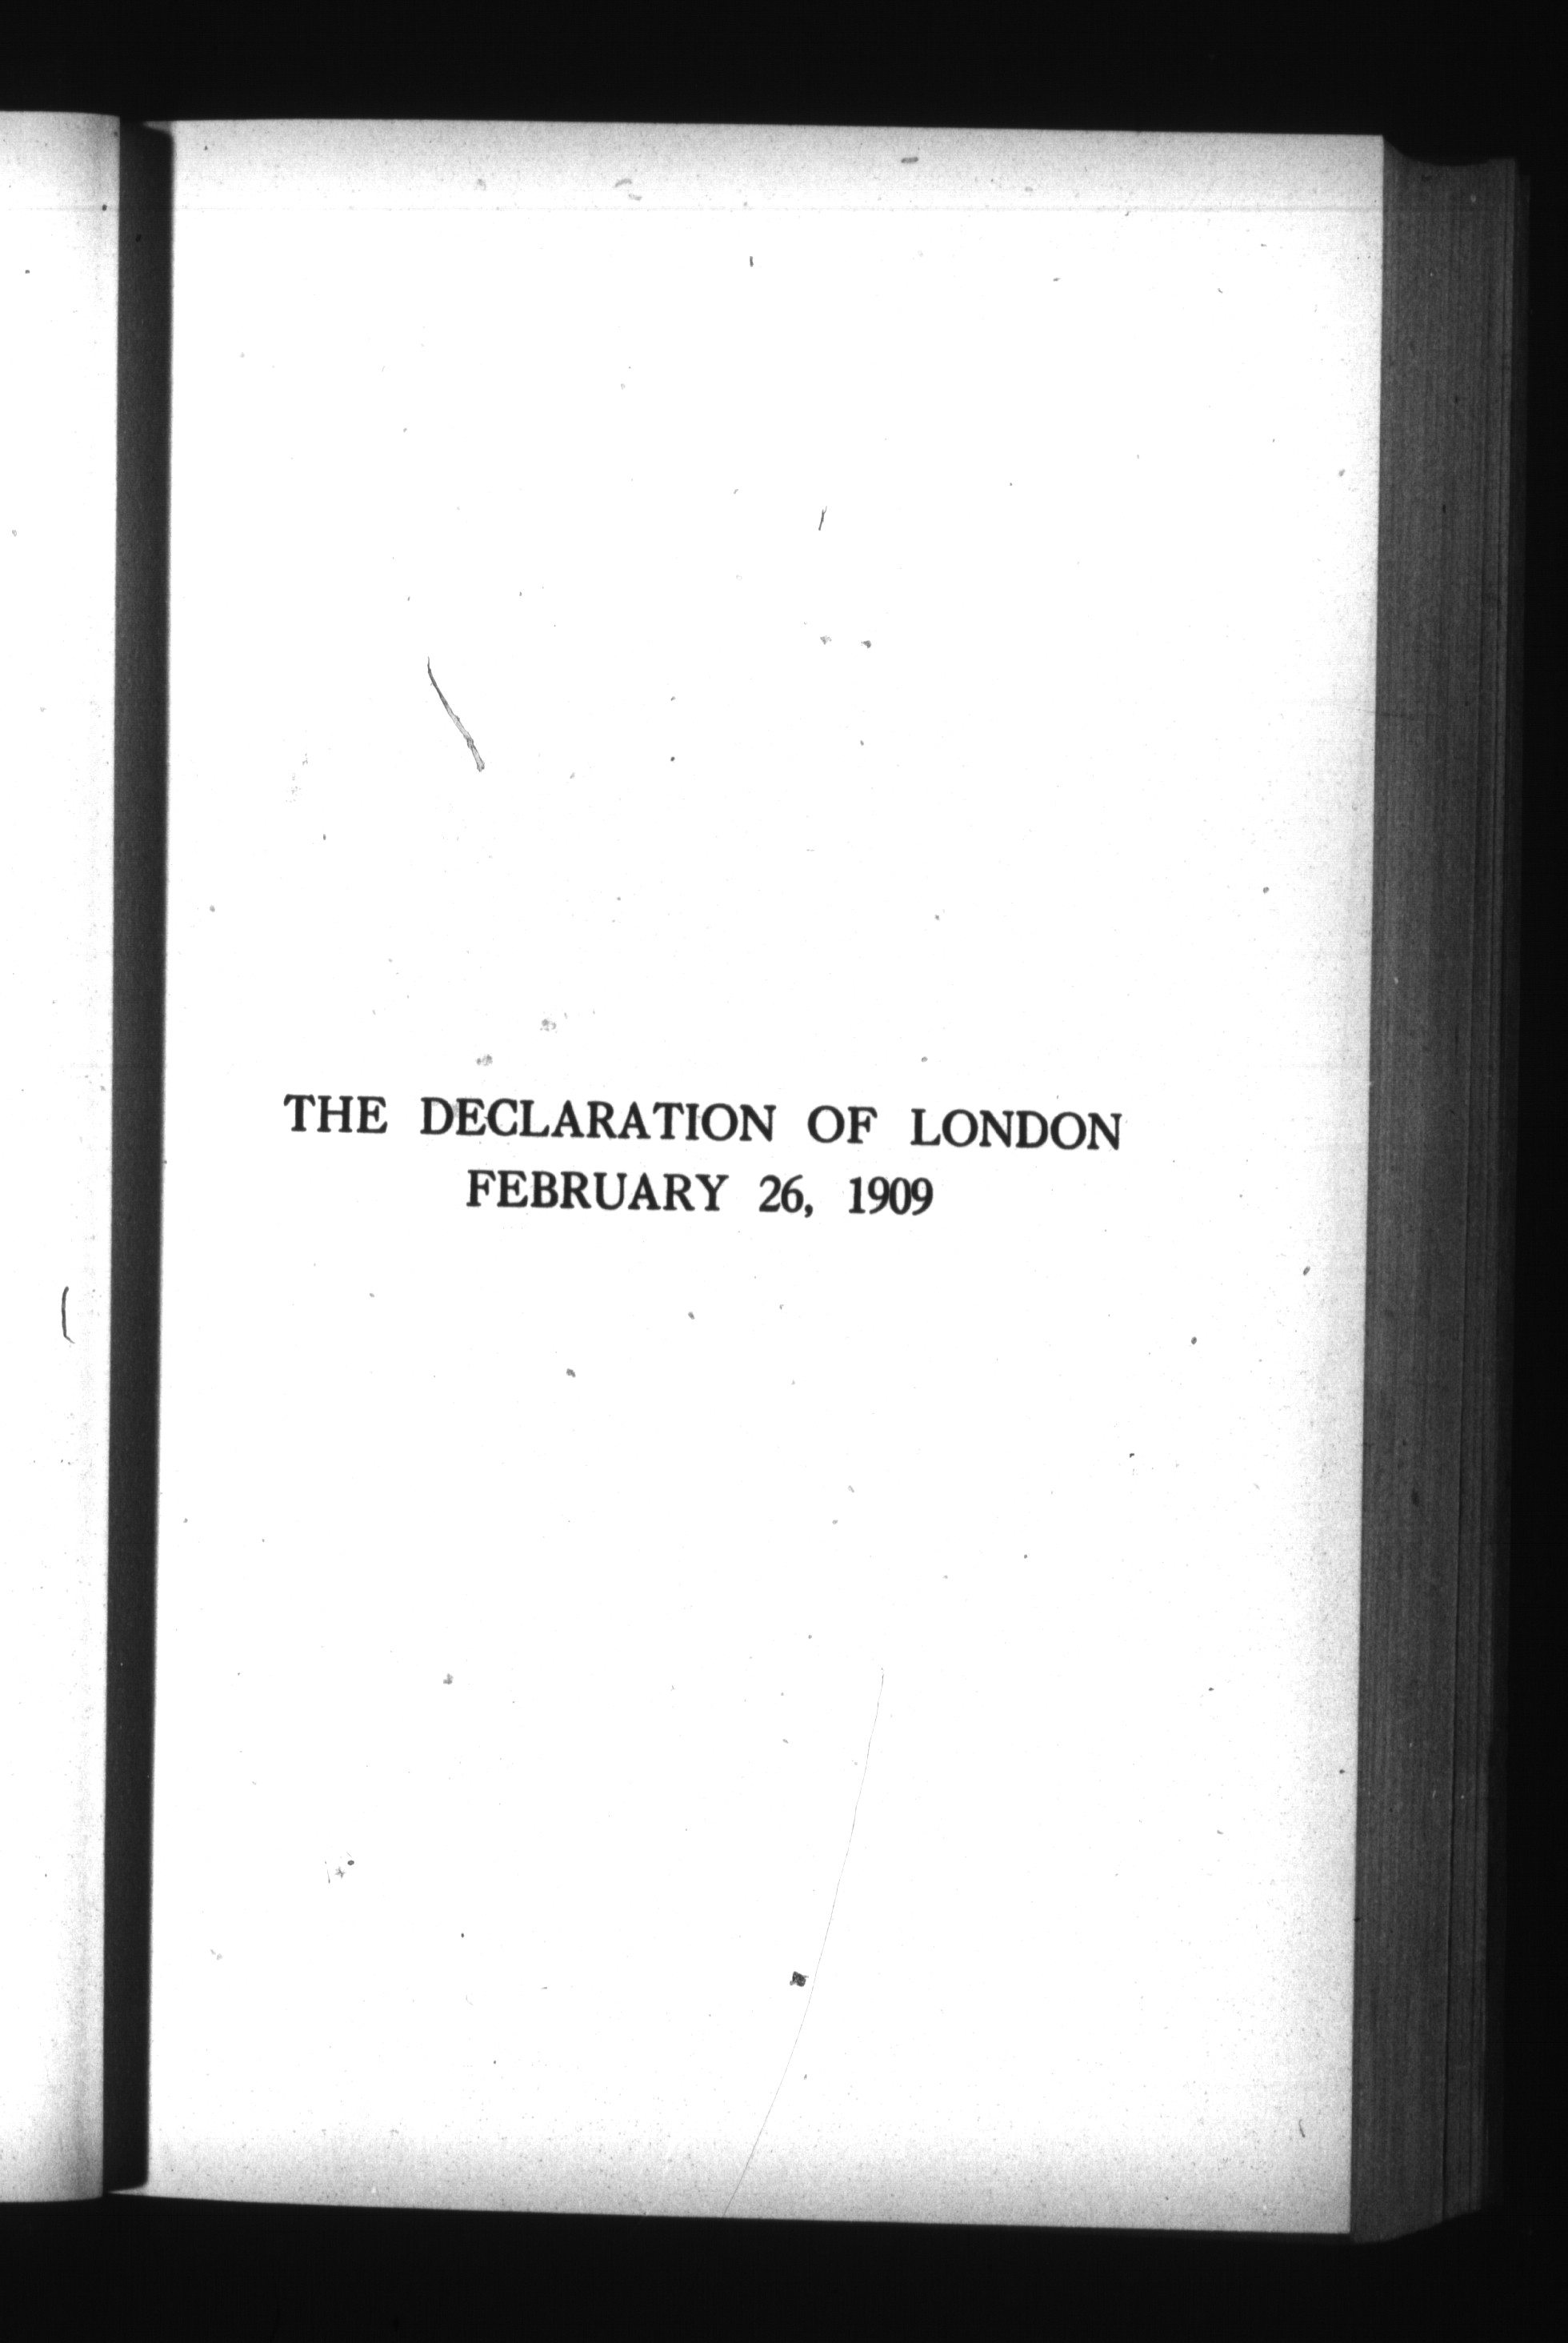 THE DECLARATION OF LONDON
FEBRUARY 26, 1909